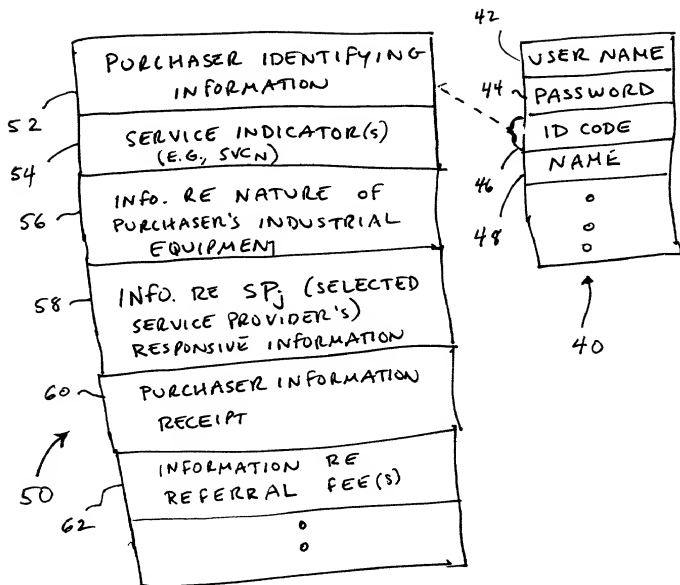 PURCHASER IDENTIFYING
INFORMATION
52
SERVICE INDICATOR(S)
(E.G., SVCN)
54
INFO. RE NATURE OF
PURCHASER'S INDUSTRIAL
EQUIPMENT
56
INFO. RE SPj (SELECTED
SERVICE PROVIDER'S)
RESPONSIVE INFORMATION
58
PURCHASER INFORMATION
RECEIPT
60
50
INFORMATION RE
REFERRAL FEE(S)
62
42
USER NAME
44
PASSWORD
ID CODE
46
NAME
48
40